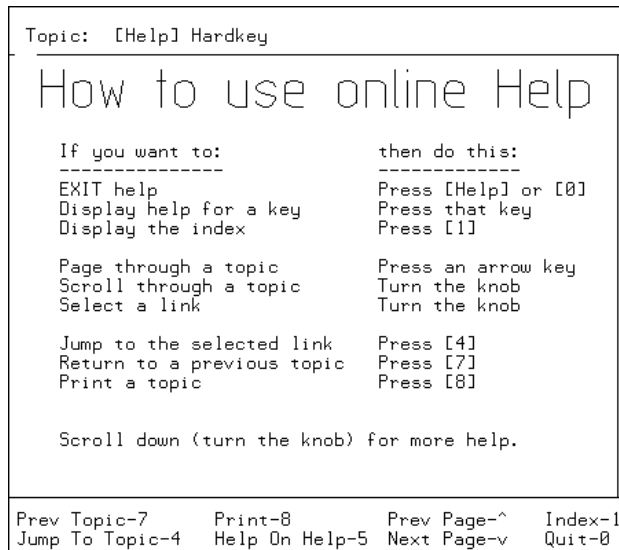 Topic: [Help] Hardkey
How to use online Help
If you want to: then do this:
--------------- -------------
EXIT help Press [Help] or [0]
Display help for a key Press that key
Display the index Press [1]
Page through a topic Press an arrow key
Scroll through a topic Turn the knob
Select a link Turn the knob
Jump to the selected link Press [4]
Return to a previous topic Press [7]
Print a topic Press [8]
Scroll down (turn the knob) for more help.
Prev Topic-7 Print-8 Prev Page-^ Index-1
Jump To Topic-4 Help On Help-5 Next Page-v Quit-0